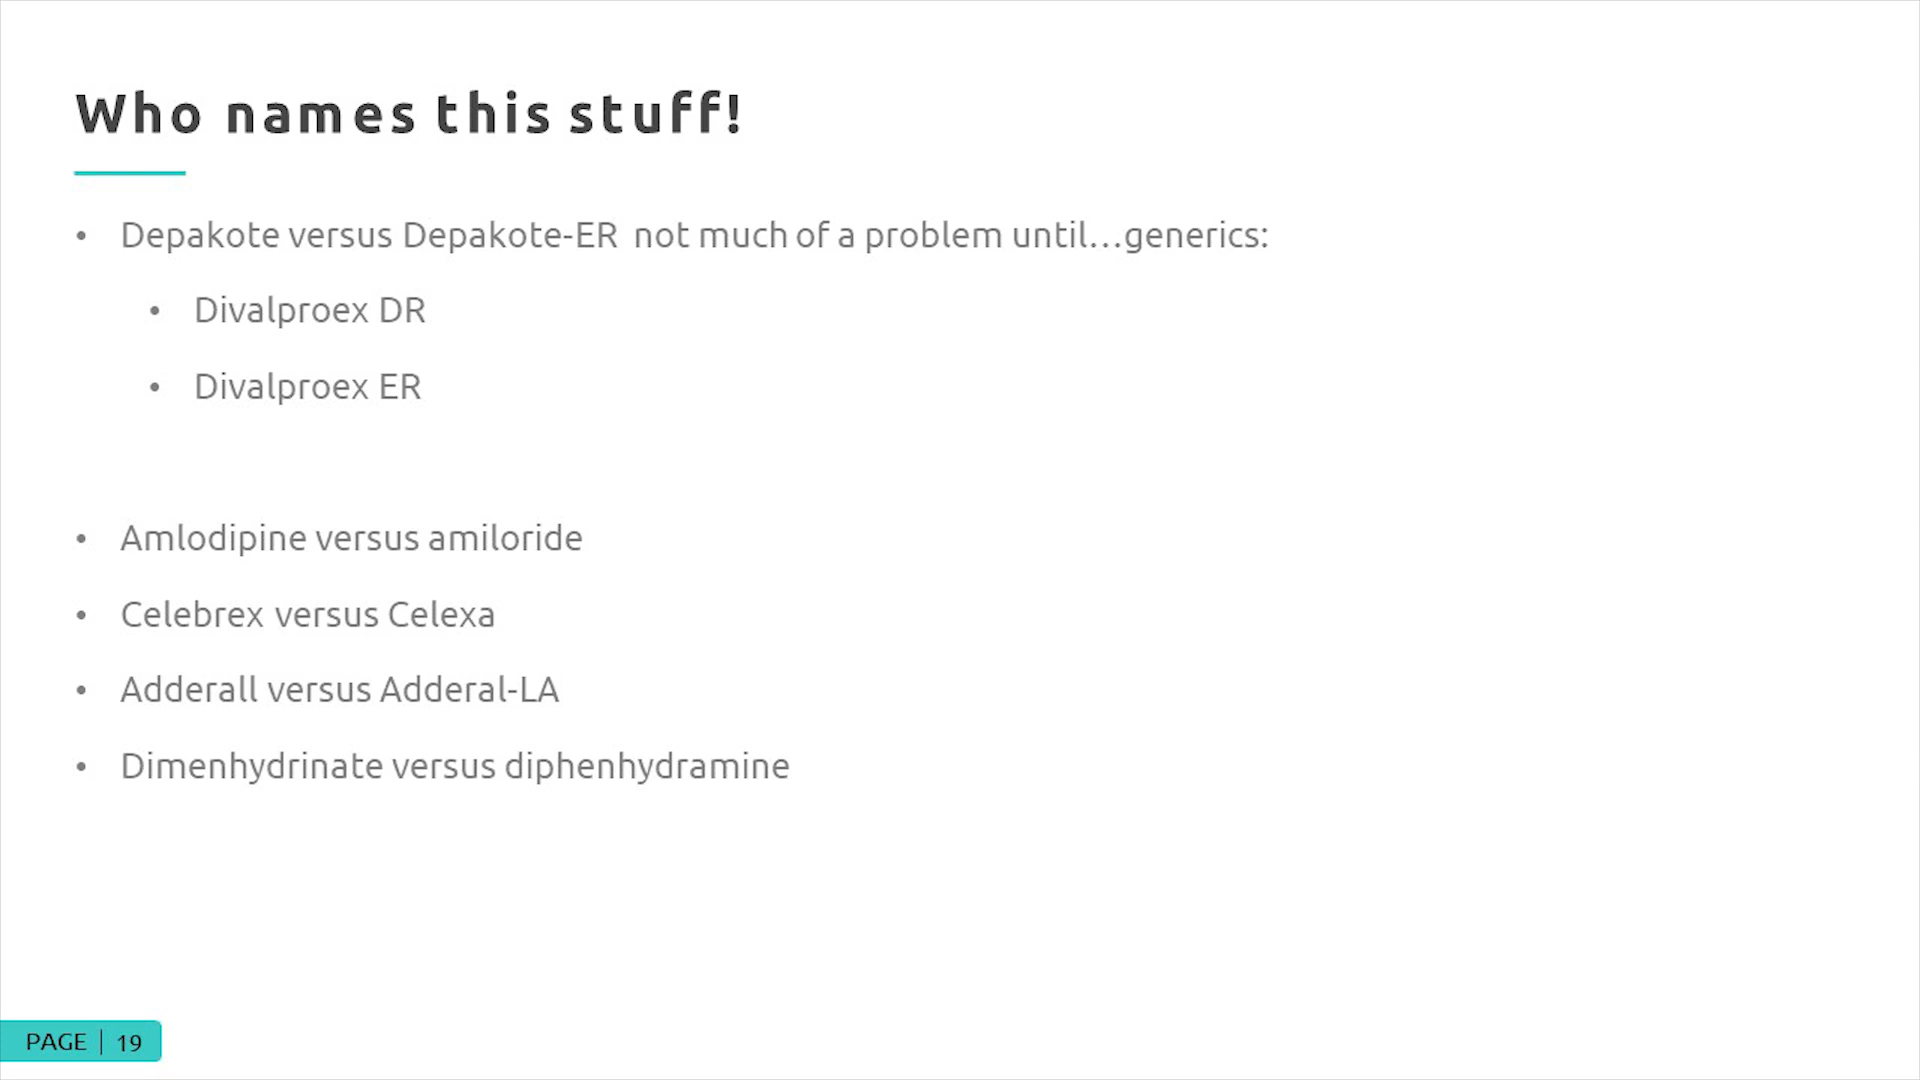 Who names this stuff!
• Depakote versus Depakote-ER not much of a problem until...generics:
• Divalproex DR
• Divalproex ER
• Amlodipine versus amiloride
• Celebrex versus Celexa
• Adderall versus Adderal-LA
• Dimenhydrinate versus diphenhydramine
PAGE | 19